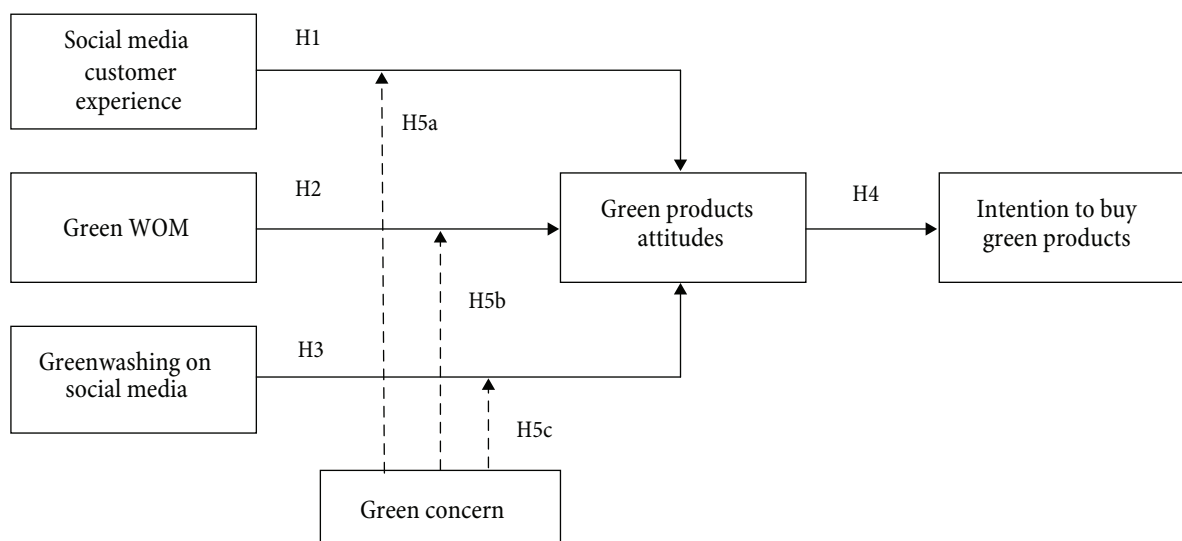 Social media
customer
experience
H1
H5a
Green WOM
H2
H5b
Green products
attitudes
H4
Intention to buy
green products
Greenwashing on
social media
H3
H5c
Green concern